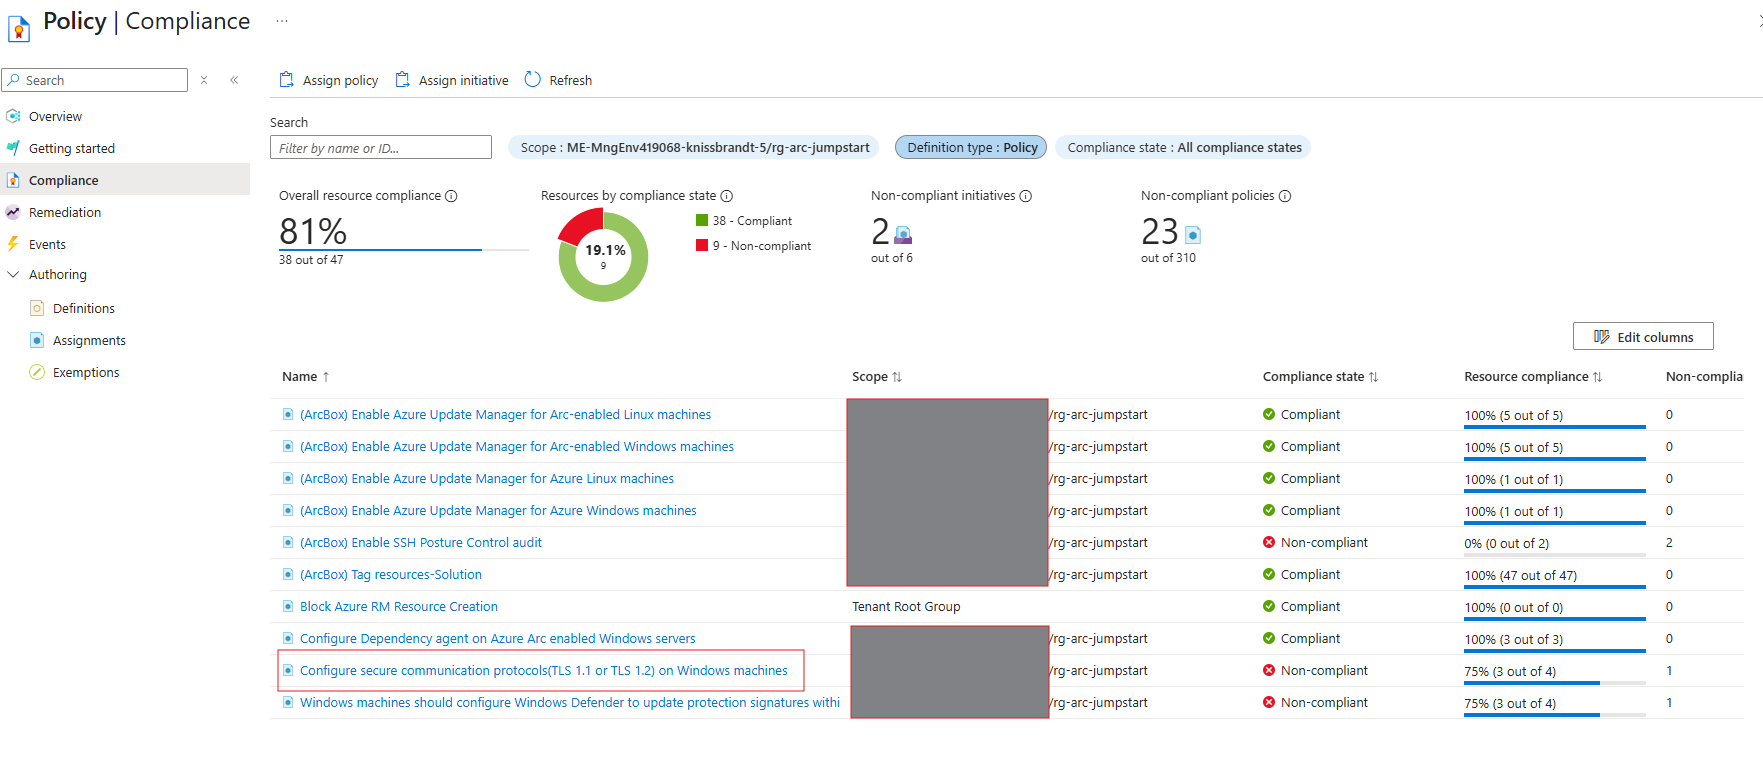 Policy | Compliance ...
Search
Overview
Getting started
Compliance
Remediation
Events
Authoring
Definitions
Assignments
Exemptions
Assign policy Assign initiative Refresh
Search
Filter by name or ID...
Scope : ME-MngEnv419068-knissbrandt-5/rg-arc-jumpstart
Definition type : Policy
Compliance state : All compliance states
Overall resource compliance
81%
38 out of 47
Resources by compliance state
19.1%
9
38 - Compliant
9 - Non-compliant
Non-compliant initiatives
2
out of 6
Non-compliant policies
23
out of 310
Edit columns
Name Scope Compliance state Resource compliance Non-complia
(ArcBox) Enable Azure Update Manager for Arc-enabled Linux machines /rg-arc-jumpstart Compliant 100% (5 out of 5) 0
(ArcBox) Enable Azure Update Manager for Arc-enabled Windows machines /rg-arc-jumpstart Compliant 100% (5 out of 5) 0
(ArcBox) Enable Azure Update Manager for Azure Linux machines /rg-arc-jumpstart Compliant 100% (1 out of 1) 0
(ArcBox) Enable Azure Update Manager for Azure Windows machines /rg-arc-jumpstart Compliant 100% (1 out of 1) 0
(ArcBox) Enable SSH Posture Control audit /rg-arc-jumpstart Non-compliant 0% (0 out of 2) 2
(ArcBox) Tag resources-Solution /rg-arc-jumpstart Compliant 100% (47 out of 47) 0
Block Azure RM Resource Creation Tenant Root Group Compliant 100% (0 out of 0) 0
Configure Dependency agent on Azure Arc enabled Windows servers /rg-arc-jumpstart Compliant 100% (3 out of 3) 0
Configure secure communication protocols(TLS 1.1 or TLS 1.2) on Windows machines /rg-arc-jumpstart Non-compliant 75% (3 out of 4) 1
Windows machines should configure Windows Defender to update protection signatures withi /rg-arc-jumpstart Non-compliant 75% (3 out of 4) 1